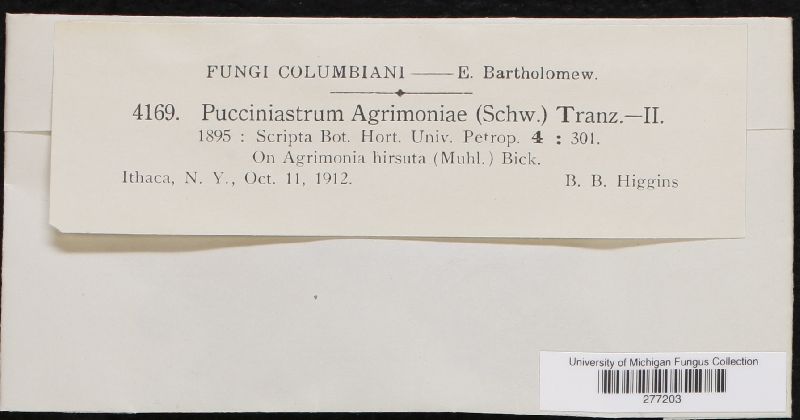 FUNGI COLUMBIANI —— E. Bartholomew.
4169. Pucciniastrum Agrimoniae (Schw.) Tranz.—II.
1895 : Scripta Bot. Hort. Univ. Petrop. 4 : 301.
On Agrimonia hirsuta (Muhl.) Bick.
Ithaca, N. Y., Oct. 11, 1912. B. B. Higgins
University of Michigan Fungus Collection
277203